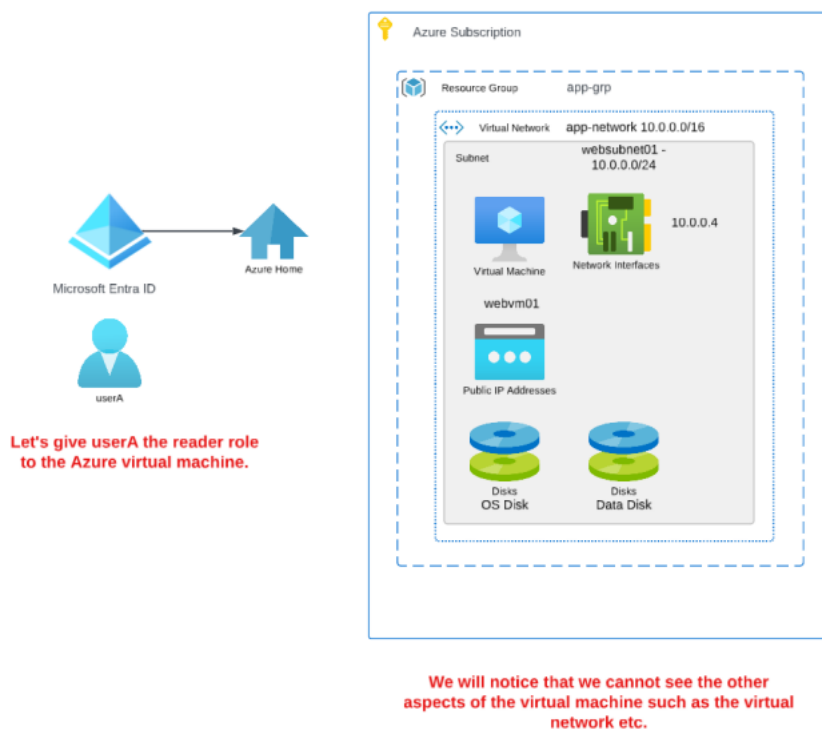 Azure Subscription
Resource Group app-grp
Virtual Network app-network 10.0.0.0/16
Subnet
websubnet01 -
10.0.0.0/24
10.0.0.4
Virtual Machine
Network Interfaces
webvm01
Public IP Addresses
Disks
OS Disk
Disks
Data Disk
Azure Home
Microsoft Entra ID
userA
Let's give userA the reader role
to the Azure virtual machine.
We will notice that we cannot see the other
aspects of the virtual machine such as the virtual
network etc.